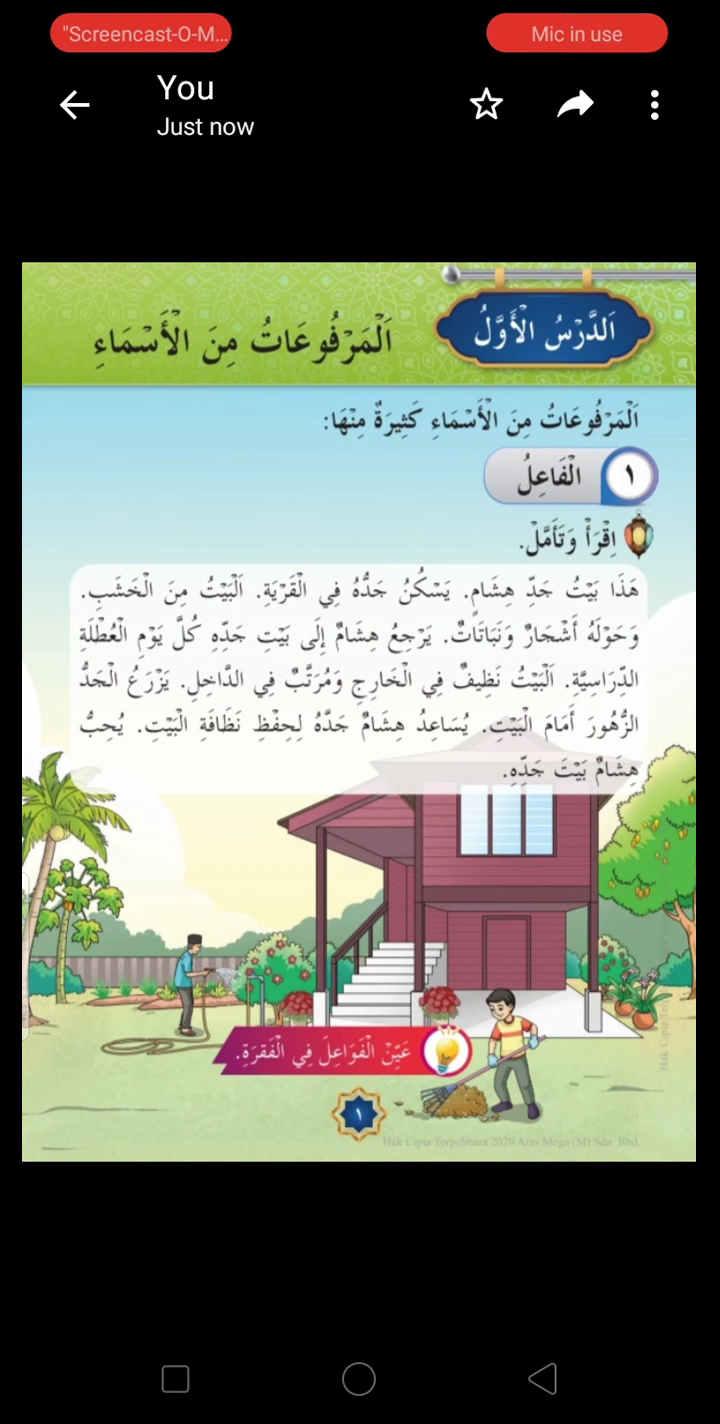 "Screencast-O-M...
Mic in use
You
Just now
اَلدَّرْسُ الْأَوَّلُ
اَلْمَرْفُوعَاتُ مِنَ الْأَسْمَاءِ
اَلْمَرْفُوعَاتُ مِنَ الْأَسْمَاءِ كَثِيرَةٌ مِنْهَا:
١ الْفَاعِلُ
اِقْرَأْ وَتَأَمَّلْ.
هَذَا بَيْتُ جَدِّ هِشَامٍ. يَسْكُنُ جَدُّهُ فِي الْقَرْيَةِ. اَلْبَيْتُ مِنَ الْخَشَبِ.
وَحَوْلَهُ أَشْجَارٌ وَنَبَاتَاتٌ. يَرْجِعُ هِشَامٌ إِلَى بَيْتِ جَدِّهِ كُلَّ يَوْمِ الْعُطْلَةِ
الدِّرَاسِيَّةِ. اَلْبَيْتُ نَظِيفٌ فِي الْخَارِجِ وَمُرَتَّبٌ فِي الدَّاخِلِ. يَزْرَعُ الْجَدُّ
الزُّهُورَ أَمَامَ الْبَيْتِ. يُسَاعِدُ هِشَامٌ جَدَّهُ لِحِفْظِ نَظَافَةِ الْبَيْتِ. يُحِبُّ
هِشَامٌ بَيْتَ جَدِّهِ.
عَيِّنْ الْفَوَاعِلَ فِي الْفَقْرَةِ.
١
Hak Cipta Terpelihara 2020 Aras Mega (M) Sdn. Bhd.